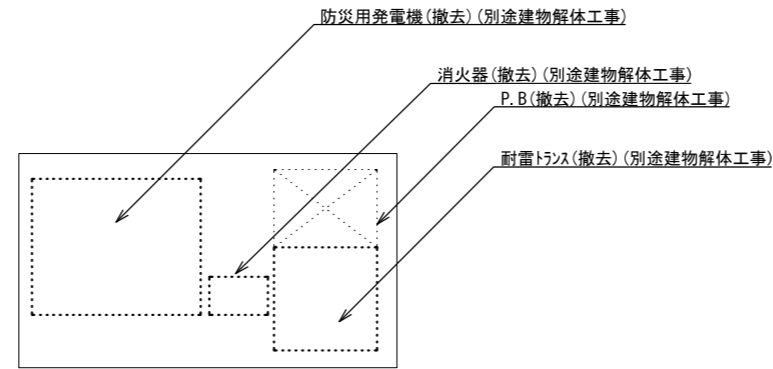 防災用発電機(撤去)(別途建物解体工事)
消火器(撤去)(別途建物解体工事)
P.B(撤去)(別途建物解体工事)
耐雷トランス(撤去)(別途建物解体工事)